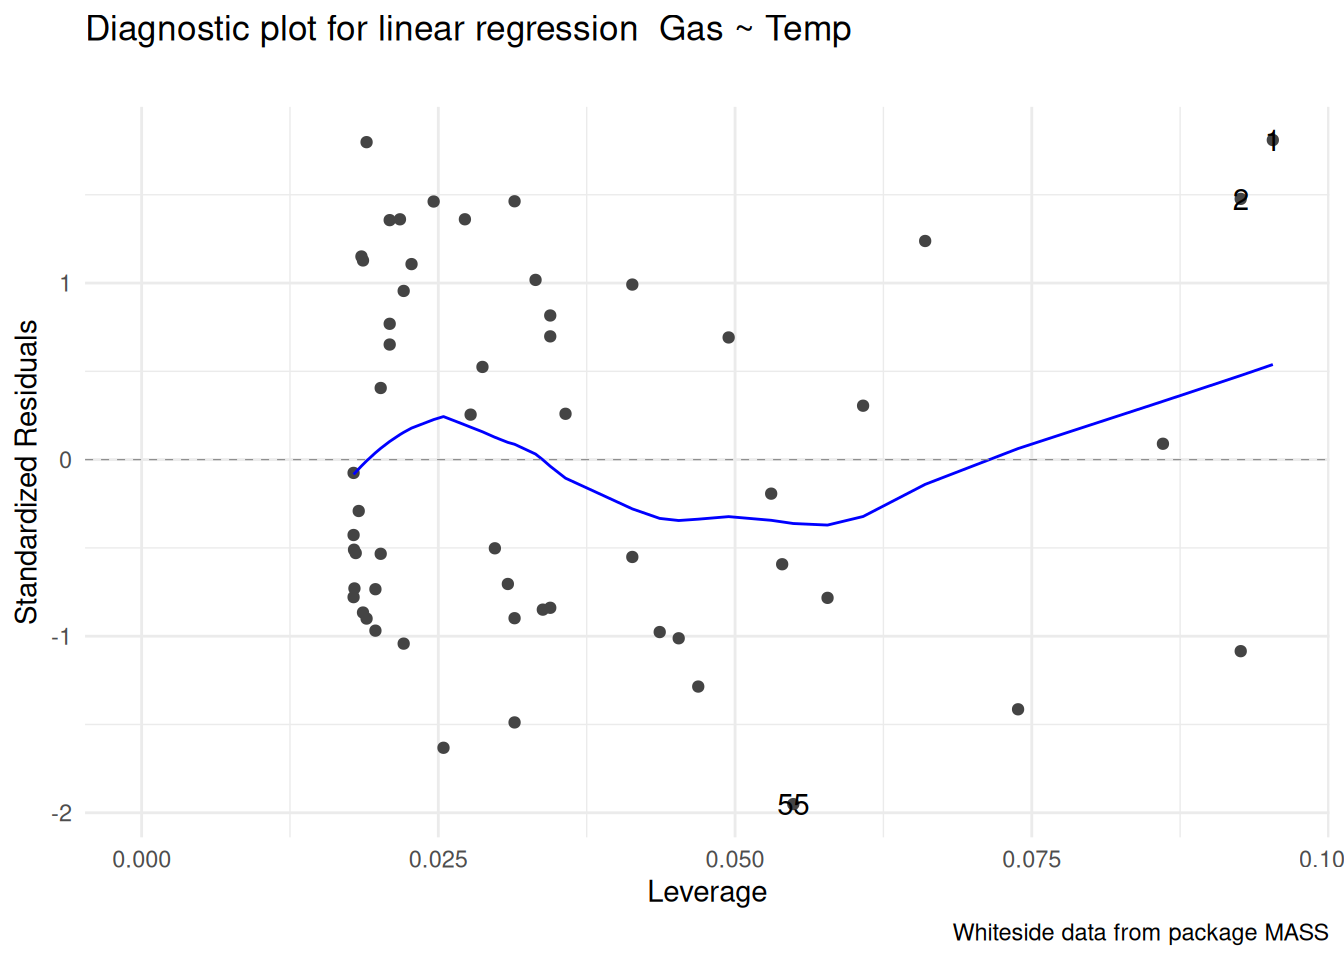 Diagnostic plot for linear regression  Gas ~ Temp
1
2
1
0
-1
-2
55
Standardized Residuals
0.000 0.025 0.050 0.075 0.10
Leverage
Whiteside data from package MASS